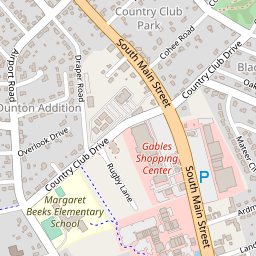 Country Club
Park
South Main Street
Cohee Road
Country Club Drive
Airport Road
Draper Road
Dunton Addition
Overlook Drive
Gables
Shopping
Center
P
Country Club Drive
Rugby Lane
Margaret
Beeks Elementary
School
South Main Street